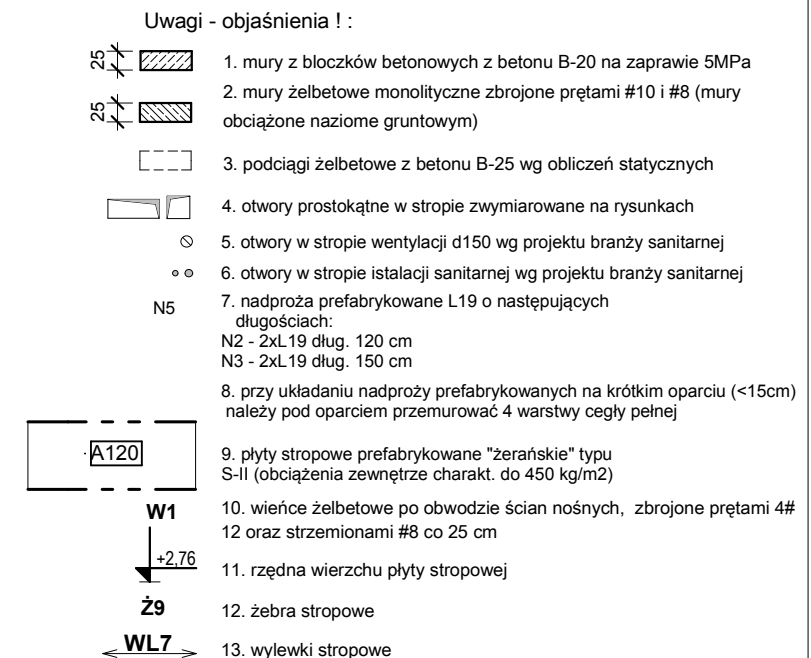 Uwagi - objaśnienia ! :
25
1. mury z bloczków betonowych z betonu B-20 na zaprawie 5MPa
25
2. mury żelbetowe monolityczne zbrojone prętami #10 i #8 (mury
obciążone naziome gruntowym)
3. podciągi żelbetowe z betonu B-25 wg obliczeń statycznych
4. otwory prostokątne w stropie zwymiarowane na rysunkach
5. otwory w stropie wentylacji d150 wg projektu branży sanitarnej
6. otwory w stropie istalacji sanitarnej wg projektu branży sanitarnej
N5
7. nadproża prefabrykowane L19 o następujących
długościach:
N2 - 2xL19 dług. 120 cm
N3 - 2xL19 dług. 150 cm
8. przy układaniu nadproży prefabrykowanych na krótkim oparciu (<15cm)
należy pod oparciem przemurować 4 warstwy cegły pełnej
A120
9. płyty stropowe prefabrykowane "żerańskie" typu
S-II (obciążenia zewnętrze charakt. do 450 kg/m2)
W1
10. wieńce żelbetowe po obwodzie ścian nośnych, zbrojone prętami 4#
12 oraz strzemionami #8 co 25 cm
+2,76
11. rzędna wierzchu płyty stropowej
Ż9
12. żebra stropowe
WL7
13. wylewki stropowe